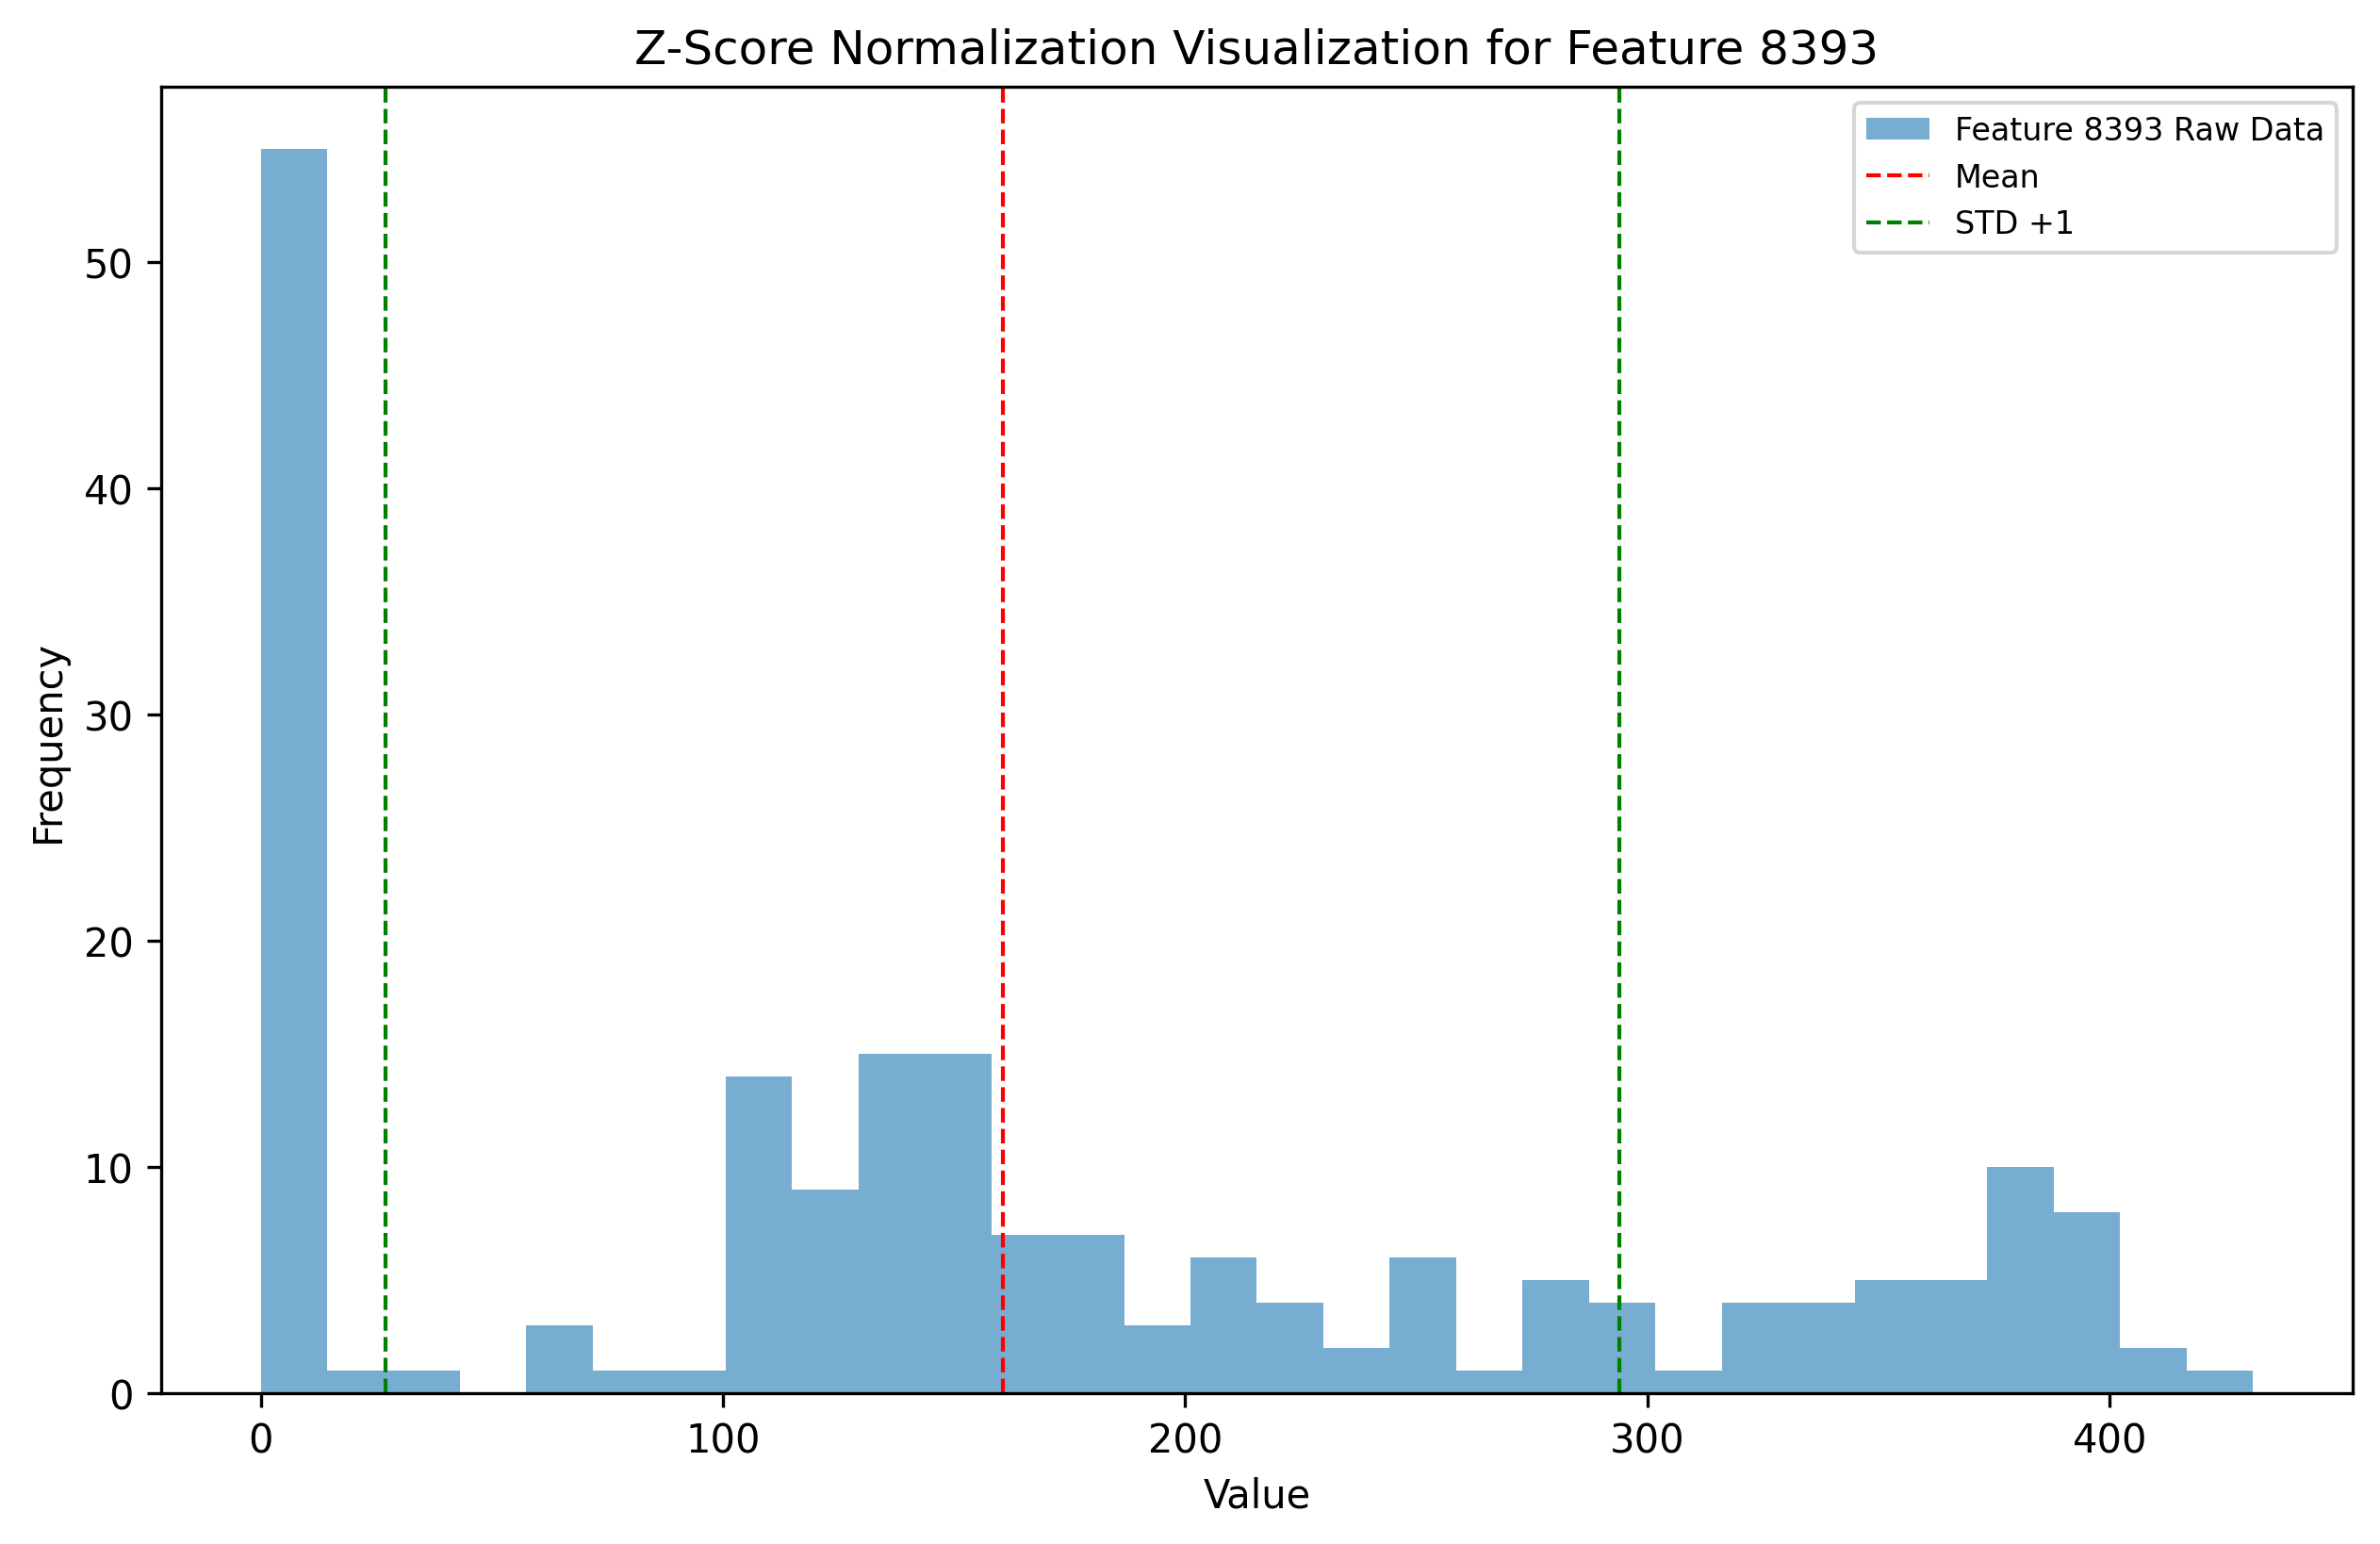 Z-Score Normalization Visualization for Feature 8393
Feature 8393 Raw Data
Mean
STD +1
50
40
30
20
10
0
Frequency
0 100 200 300 400
Value